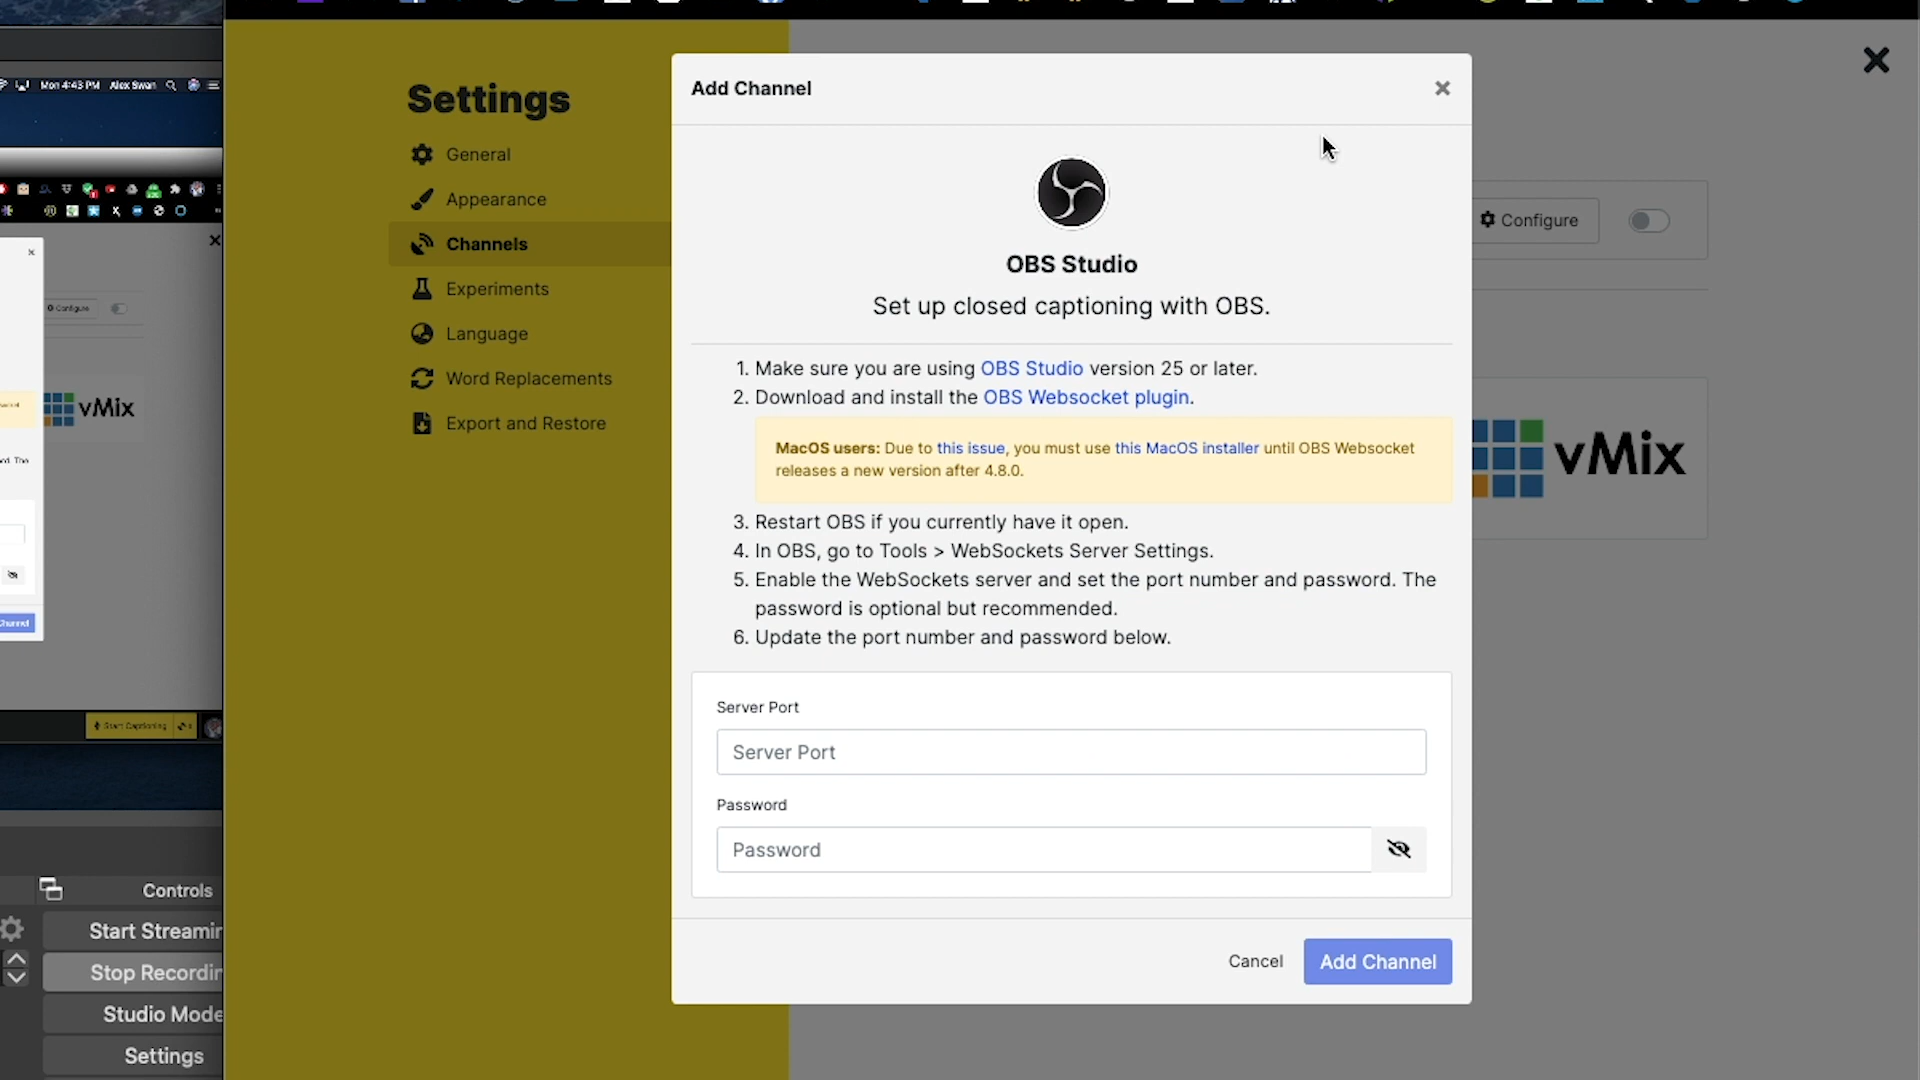 Mon 4:43 PM Alex Swan
Configure
vMix
Channel
Start Captioning
Controls
Start Streamin
Stop Recordin
Studio Mode
Settings
Settings
General
Appearance
Channels
Experiments
Language
Word Replacements
Export and Restore
Add Channel
OBS Studio
Set up closed captioning with OBS.
1. Make sure you are using OBS Studio version 25 or later.
2. Download and install the OBS Websocket plugin.
MacOS users: Due to this issue, you must use this MacOS installer until OBS Websocket
releases a new version after 4.8.0.
3. Restart OBS if you currently have it open.
4. In OBS, go to Tools > WebSockets Server Settings.
5. Enable the WebSockets server and set the port number and password. The
password is optional but recommended.
6. Update the port number and password below.
Server Port
Server Port
Password
Password
Cancel
Add Channel
Configure
vMix